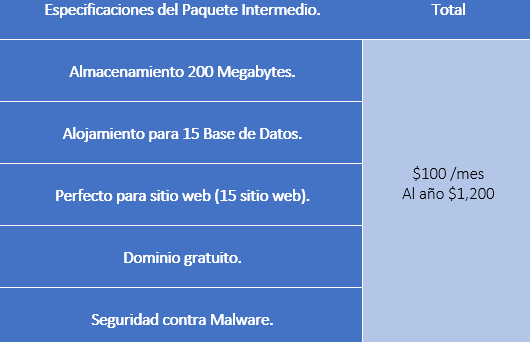 Especificaciones del Paquete Intermedio.
Total
Almacenamiento 200 Megabytes.
Alojamiento para 15 Base de Datos.
Perfecto para sitio web (15 sitio web).
Dominio gratuito.
Seguridad contra Malware.
$100 /mes
Al año $1,200